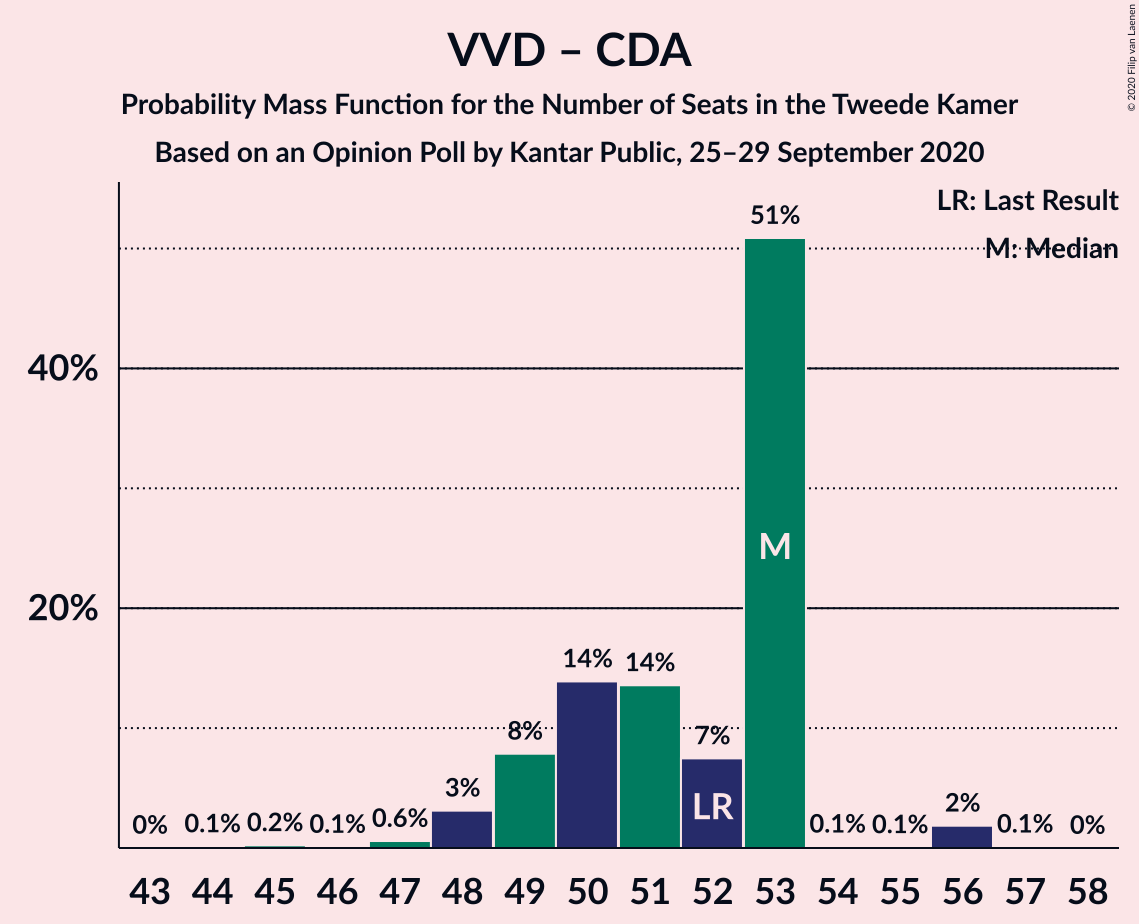 VVD – CDA
Probability Mass Function for the Number of Seats in the Tweede Kamer
Based on an Opinion Poll by Kantar Public, 25–29 September 2020
© 2020 Filip van Laenen
LR: Last Result
M: Median
51%
40%
M
20%
14% 14%
8% 7%
3% LR 2%
0% 0.1% 0.2% 0.1% 0.6% 0.1% 0.1% 0.1% 0%
43 44 45 46 47 48 49 50 51 52 53 54 55 56 57 58